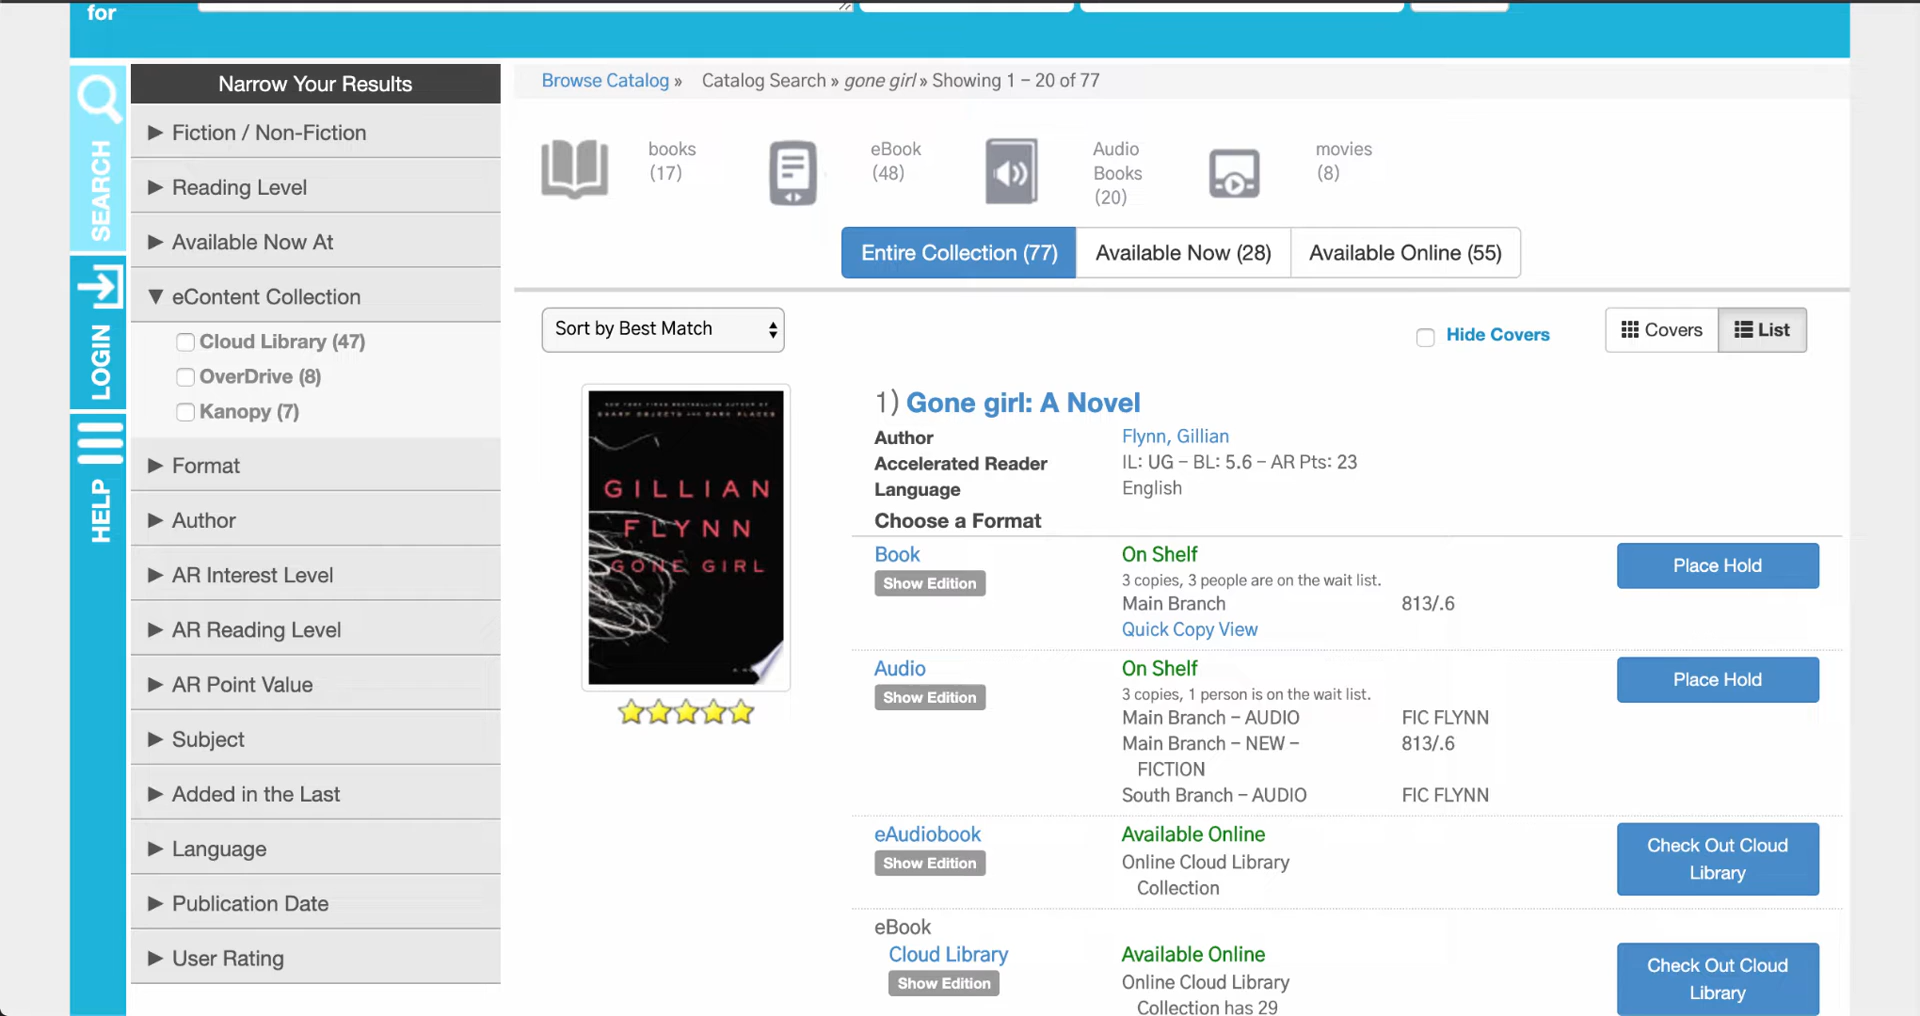 for
SEARCH
LOGIN
HELP
Narrow Your Results
Fiction / Non-Fiction
Reading Level
Available Now At
eContent Collection
Cloud Library (47)
OverDrive (8)
Kanopy (7)
Format
Author
AR Interest Level
AR Reading Level
AR Point Value
Subject
Added in the Last
Language
Publication Date
User Rating
Browse Catalog » Catalog Search » gone girl » Showing 1 – 20 of 77
books
(17)
eBook
(48)
Audio
Books
(20)
movies
(8)
Entire Collection (77)
Available Now (28)
Available Online (55)
Sort by Best Match
Hide Covers
Covers
List
GILLIAN
FLYNN
GONE GIRL
1) Gone girl: A Novel
Author Flynn, Gillian
Accelerated Reader IL: UG – BL: 5.6 – AR Pts: 23
Language English
Choose a Format
Book
Show Edition
On Shelf
3 copies, 3 people are on the wait list.
Main Branch 813/.6
Quick Copy View
Place Hold
Audio
Show Edition
On Shelf
3 copies, 1 person is on the wait list.
Main Branch – AUDIO FIC FLYNN
Main Branch – NEW – 813/.6
FICTION
South Branch – AUDIO FIC FLYNN
Place Hold
eAudiobook
Show Edition
Available Online
Online Cloud Library
Collection
Check Out Cloud
Library
eBook
Cloud Library
Show Edition
Available Online
Online Cloud Library
Collection has 29
Check Out Cloud
Library